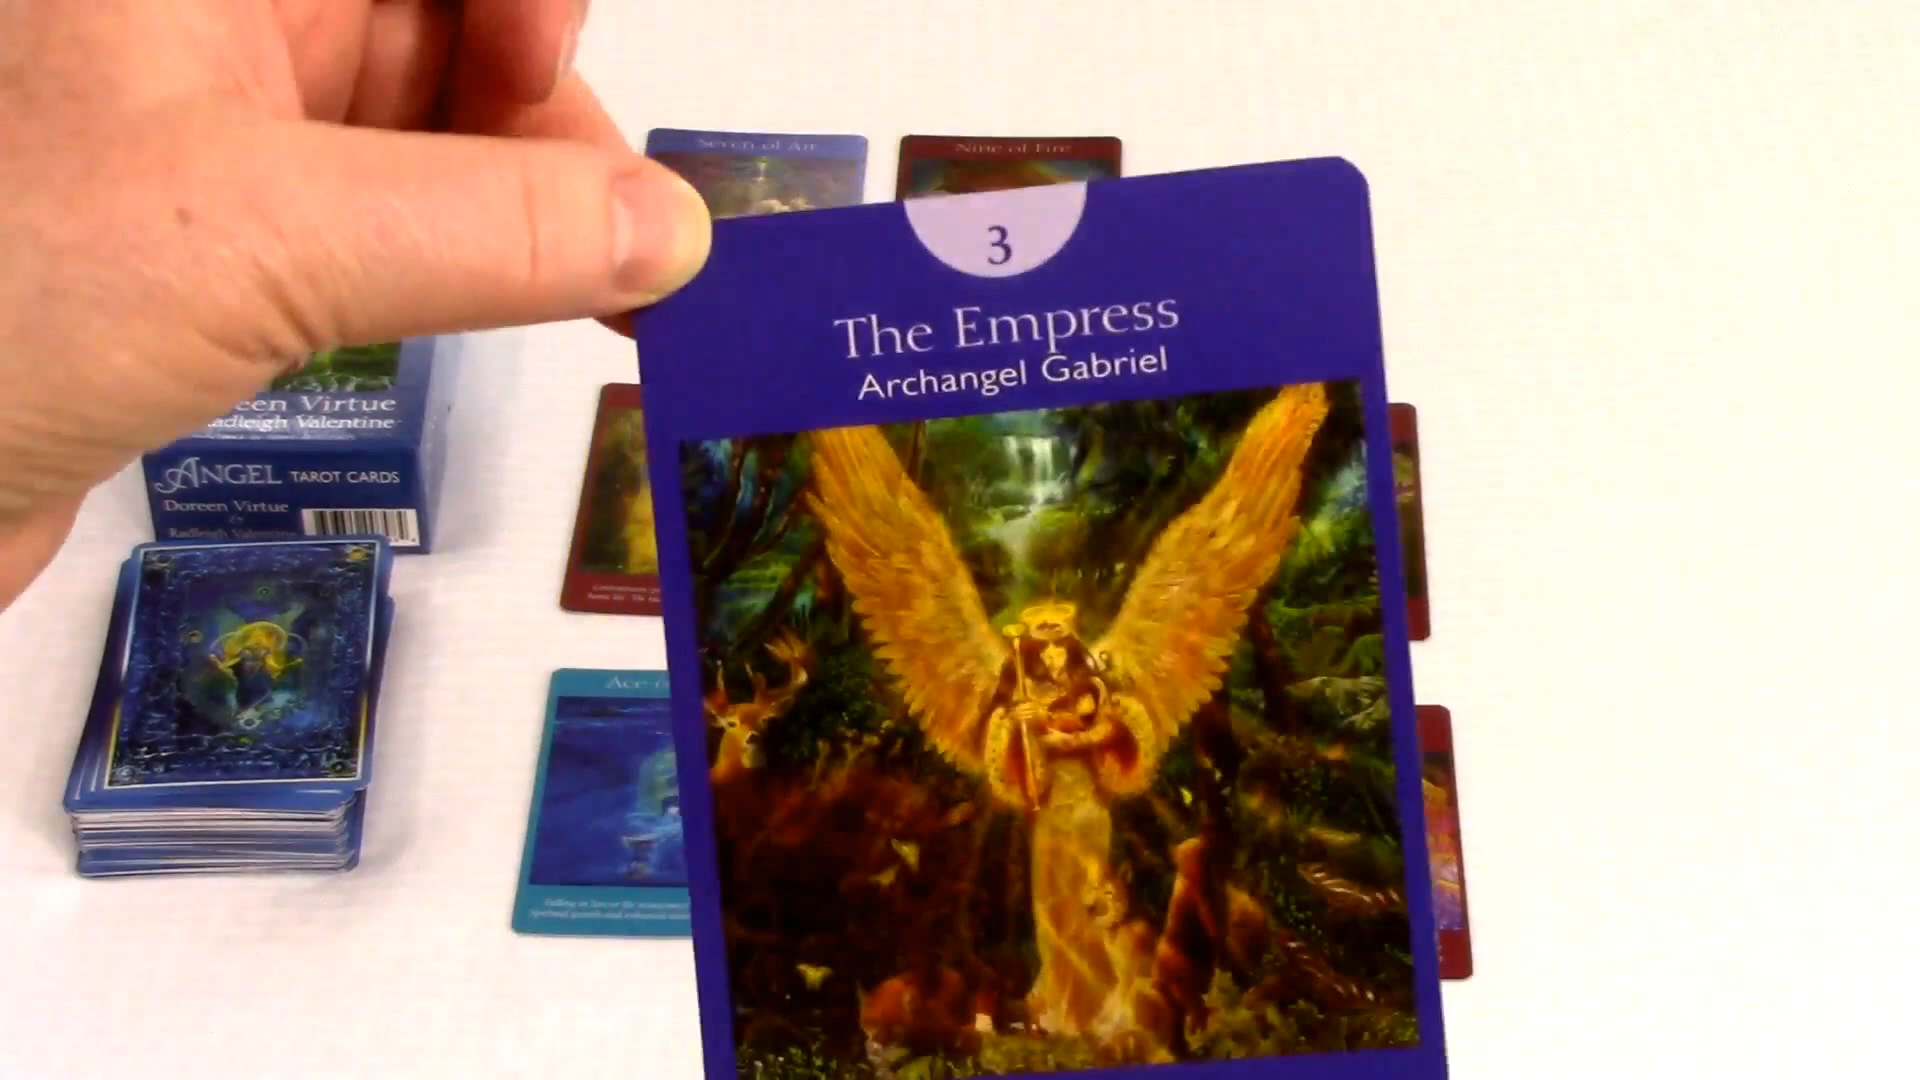 Seven of Air
Nine of Fire
3
The Empress
Archangel Gabriel
een Virtue
adleigh Valentine
ANGEL TAROT CARDS
Doreen Virtue
&
Radleigh Valentine
Ace